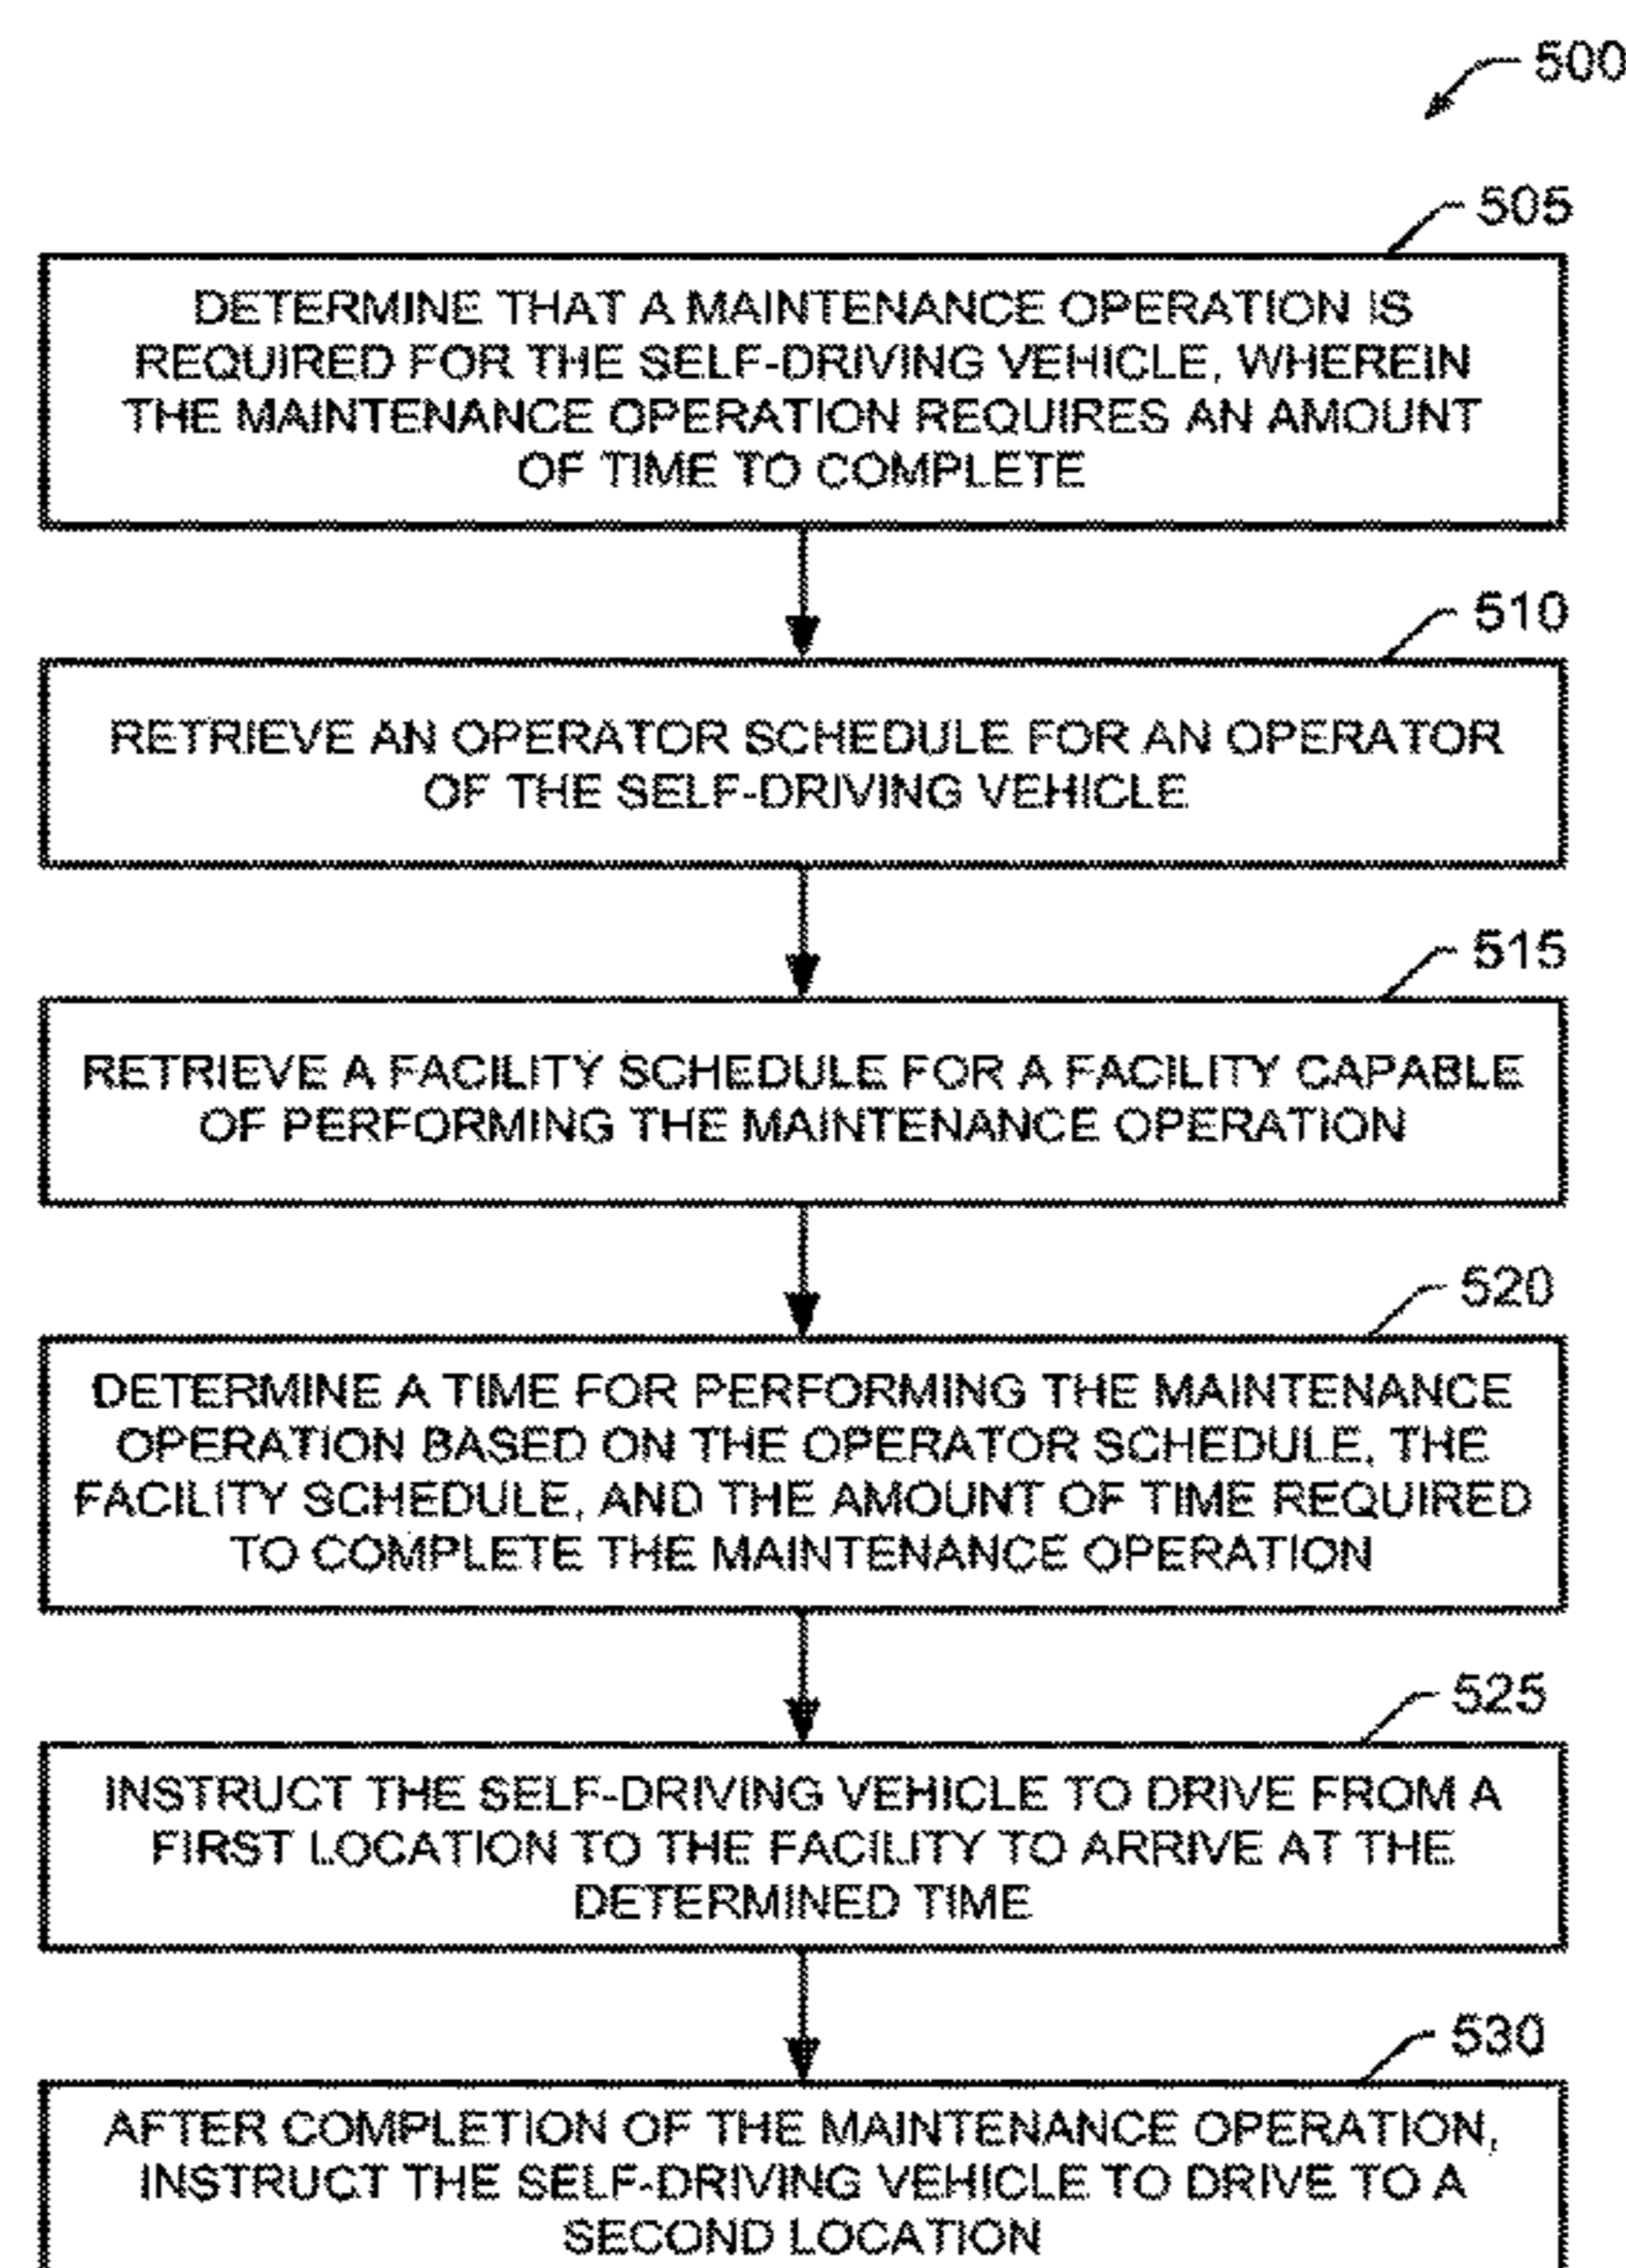 500
505
DETERMINE THAT A MAINTENANCE OPERATION IS
REQUIRED FOR THE SELF-DRIVING VEHICLE, WHEREIN
THE MAINTENANCE OPERATION REQUIRES AN AMOUNT
OF TIME TO COMPLETE
510
RETRIEVE AN OPERATOR SCHEDULE FOR AN OPERATOR
OF THE SELF-DRIVING VEHICLE
515
RETRIEVE A FACILITY SCHEDULE FOR A FACILITY CAPABLE
OF PERFORMING THE MAINTENANCE OPERATION
520
DETERMINE A TIME FOR PERFORMING THE MAINTENANCE
OPERATION BASED ON THE OPERATOR SCHEDULE, THE
FACILITY SCHEDULE, AND THE AMOUNT OF TIME REQUIRED
TO COMPLETE THE MAINTENANCE OPERATION
525
INSTRUCT THE SELF-DRIVING VEHICLE TO DRIVE FROM A
FIRST LOCATION TO THE FACILITY TO ARRIVE AT THE
DETERMINED TIME
530
AFTER COMPLETION OF THE MAINTENANCE OPERATION,
INSTRUCT THE SELF-DRIVING VEHICLE TO DRIVE TO A
SECOND LOCATION